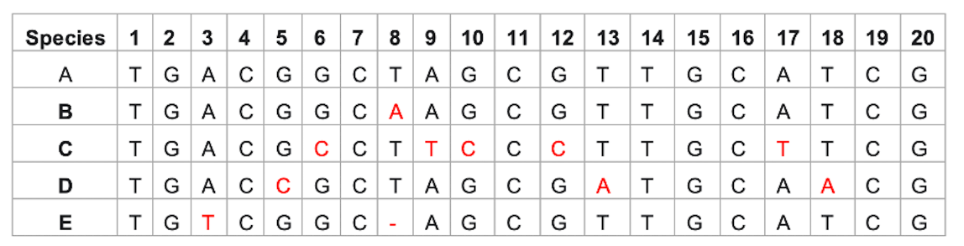 Species 1 2 3 4 5 6 7 8 9 10 11 12 13 14 15 16 17 18 19 20
A T G A C G G C T A G C G T T G C A T C G
B T G A C G G C A A G C G T T G C A T C G
C T G A C G C C T T C C C T T G C T T C G
D T G A C C G C T A G C G A T G C A A C G
E T G T C G G C - A G C G T T G C A T C G